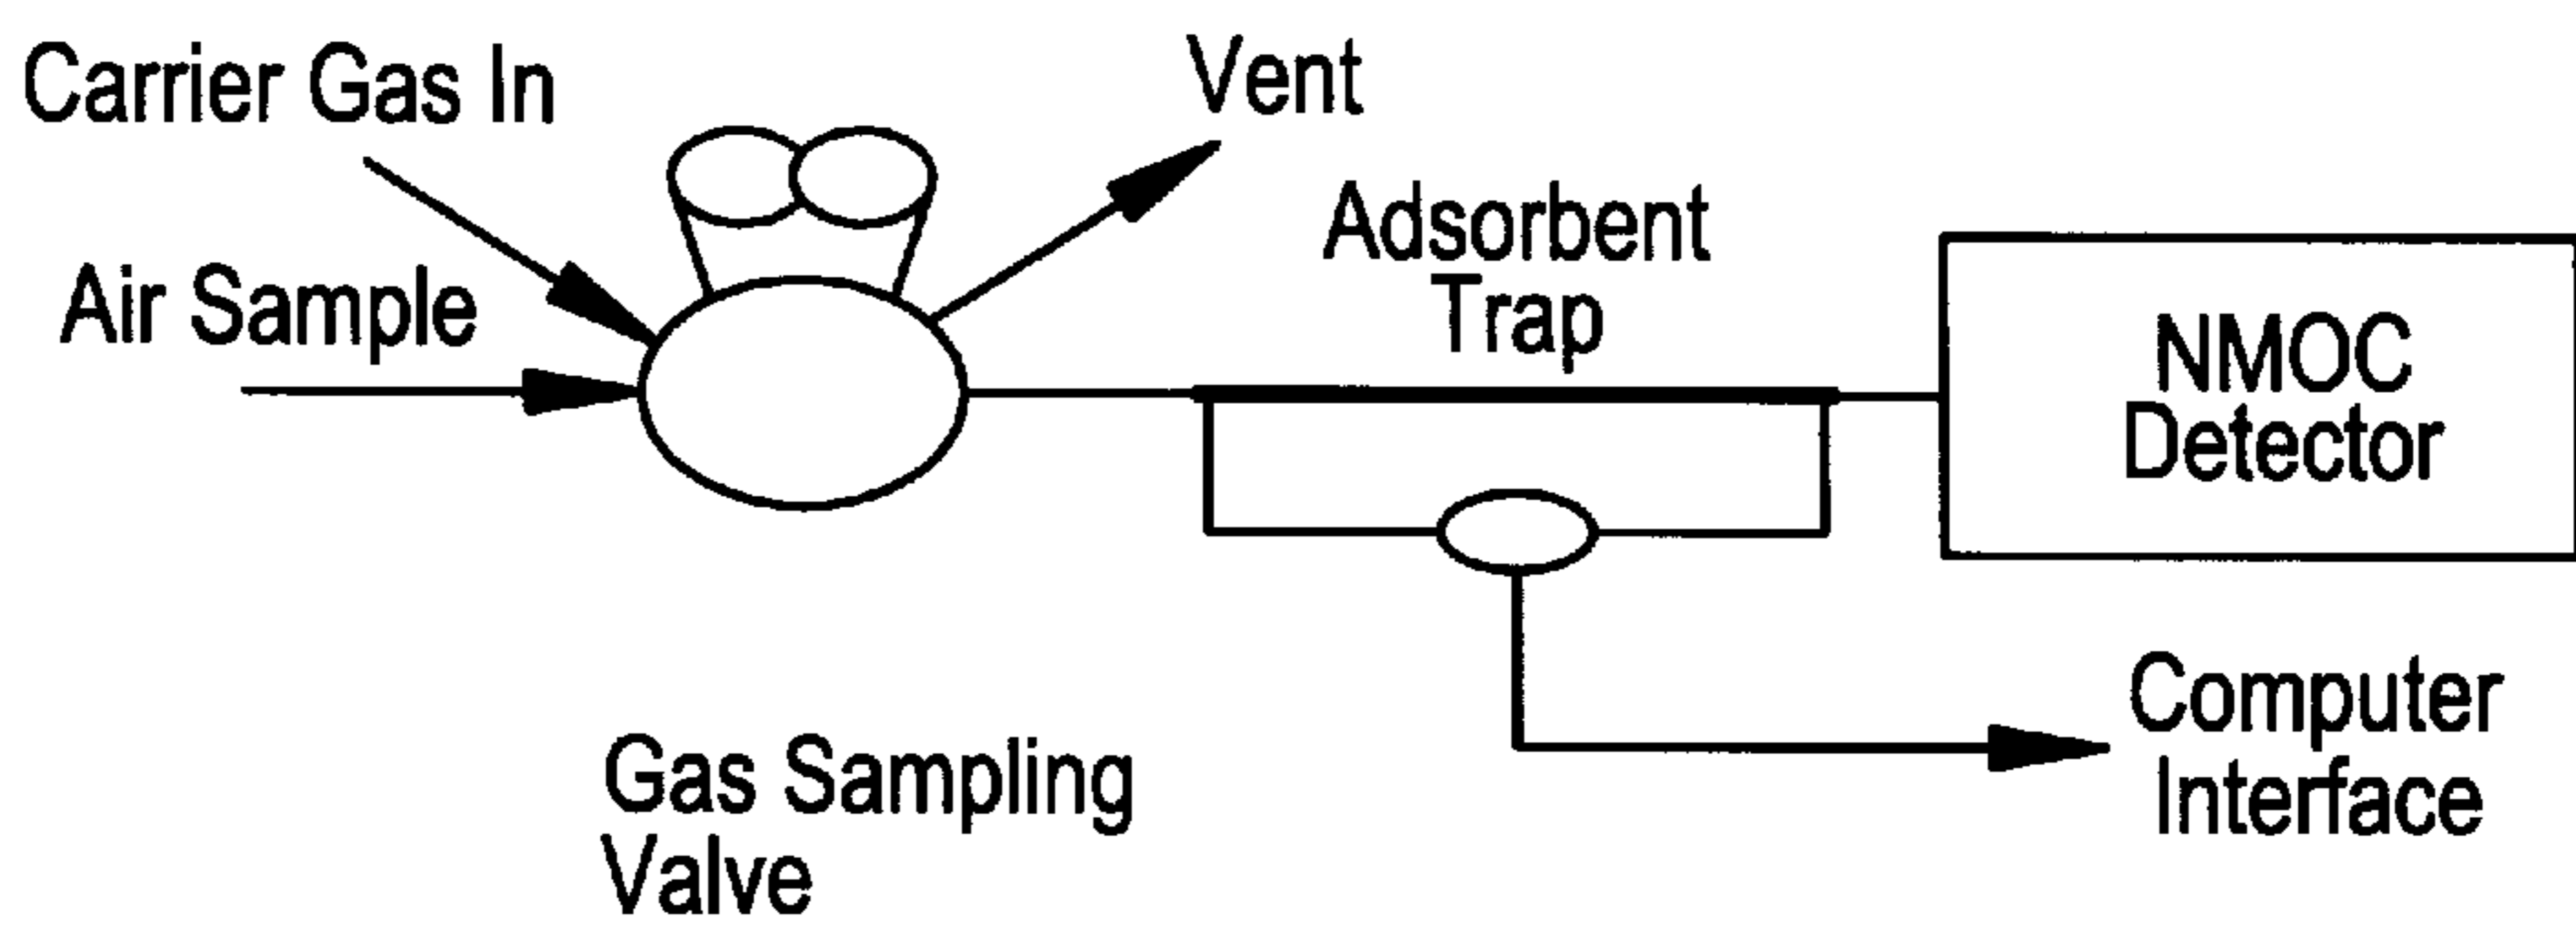 Carrier Gas In
Vent
Air Sample
Adsorbent
Trap
NMOC
Detector
Gas Sampling
Valve
Computer
Interface